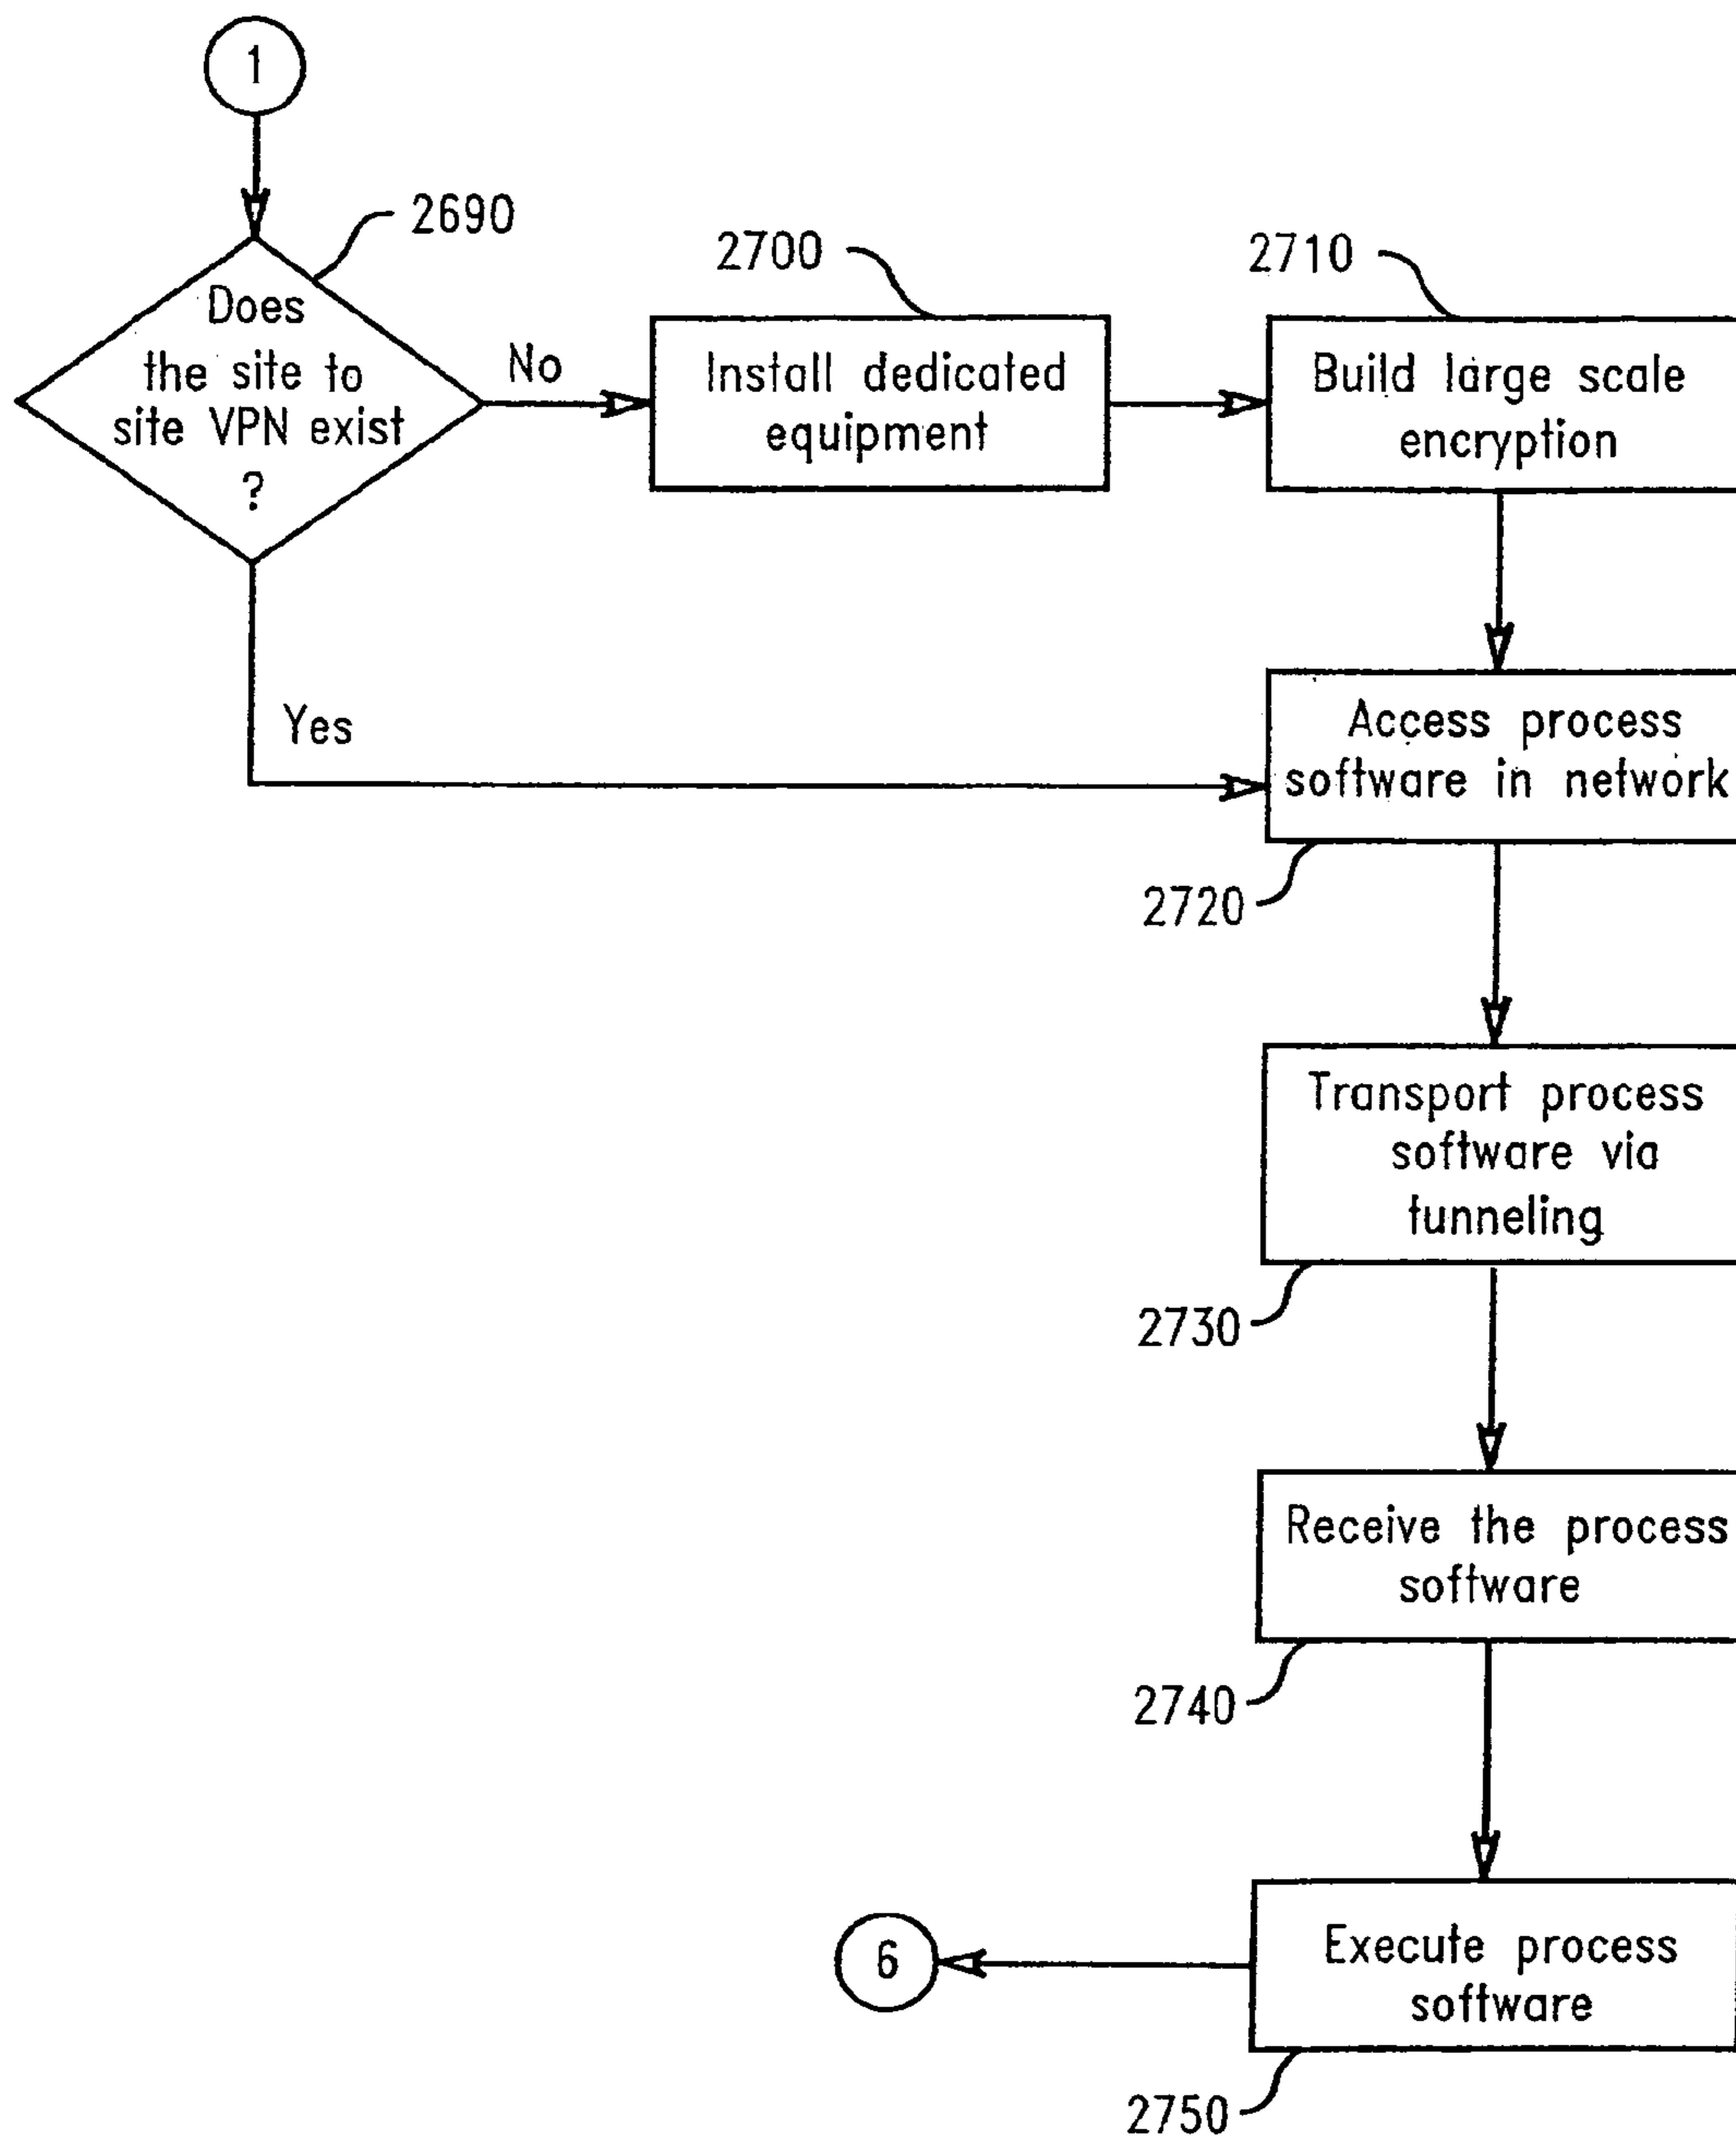 1
2690
Does
the site to
site VPN exist
?
No
Yes
2700
Install dedicated
equipment
2710
Build large scale
encryption
Access process
software in network
2720
Transport process
software via
tunneling
2730
Receive the process
software
2740
Execute process
software
2750
6